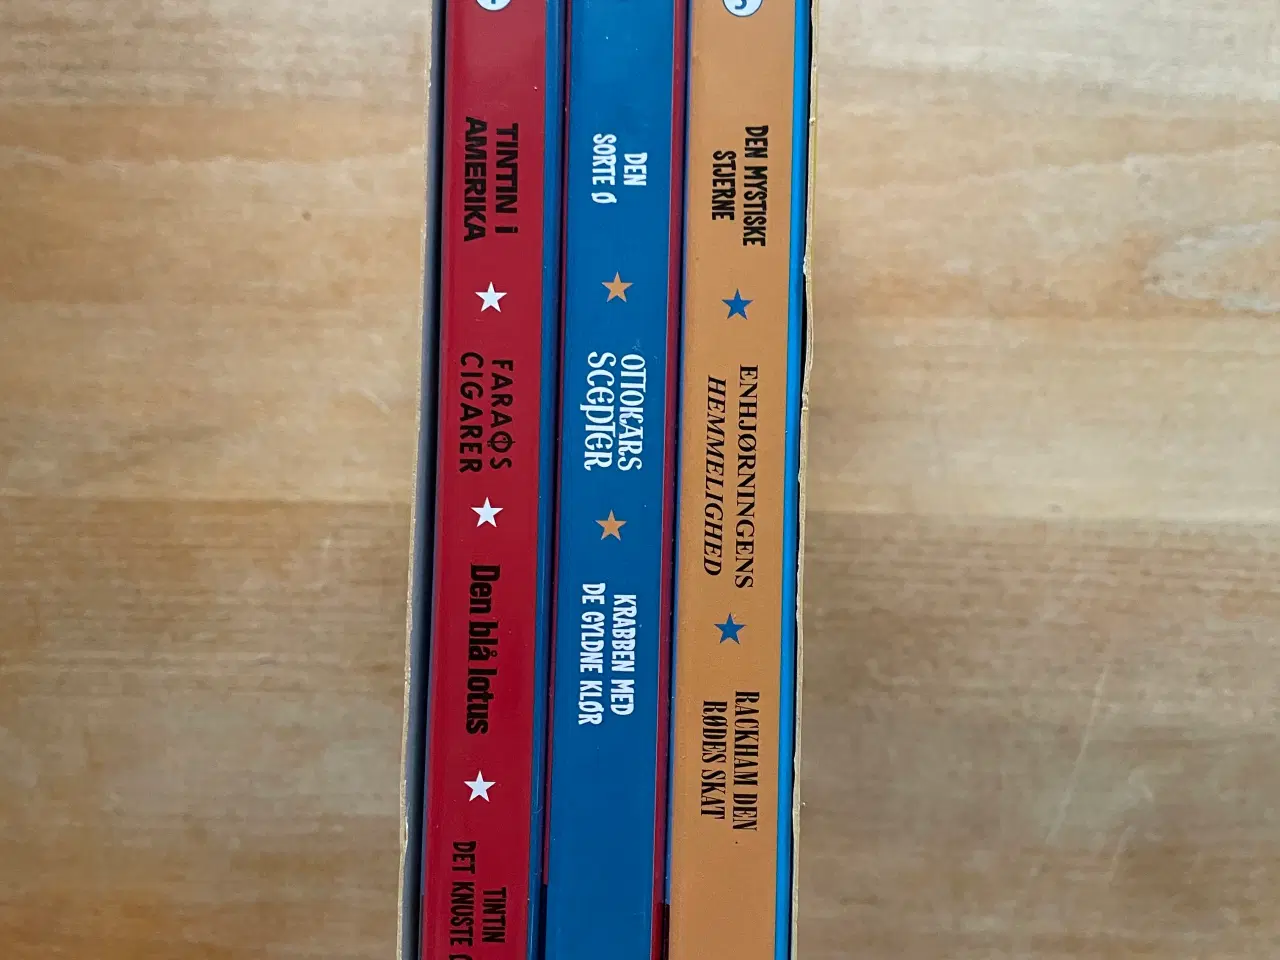 TINTIN I
AMERIKA
FARAOS
CIGARER
Den blå lotus
TINTIN
DET KNUSTE
DEN
SORTE Ø
OTTOKARS
SCEPTER
KRABBEN MED
DE GYLDNE KLØR
DEN MYSTISKE
STJERNE
ENHJØRNINGENS
HEMMELIGHED
RACKHAM DEN
RØDES SKAT